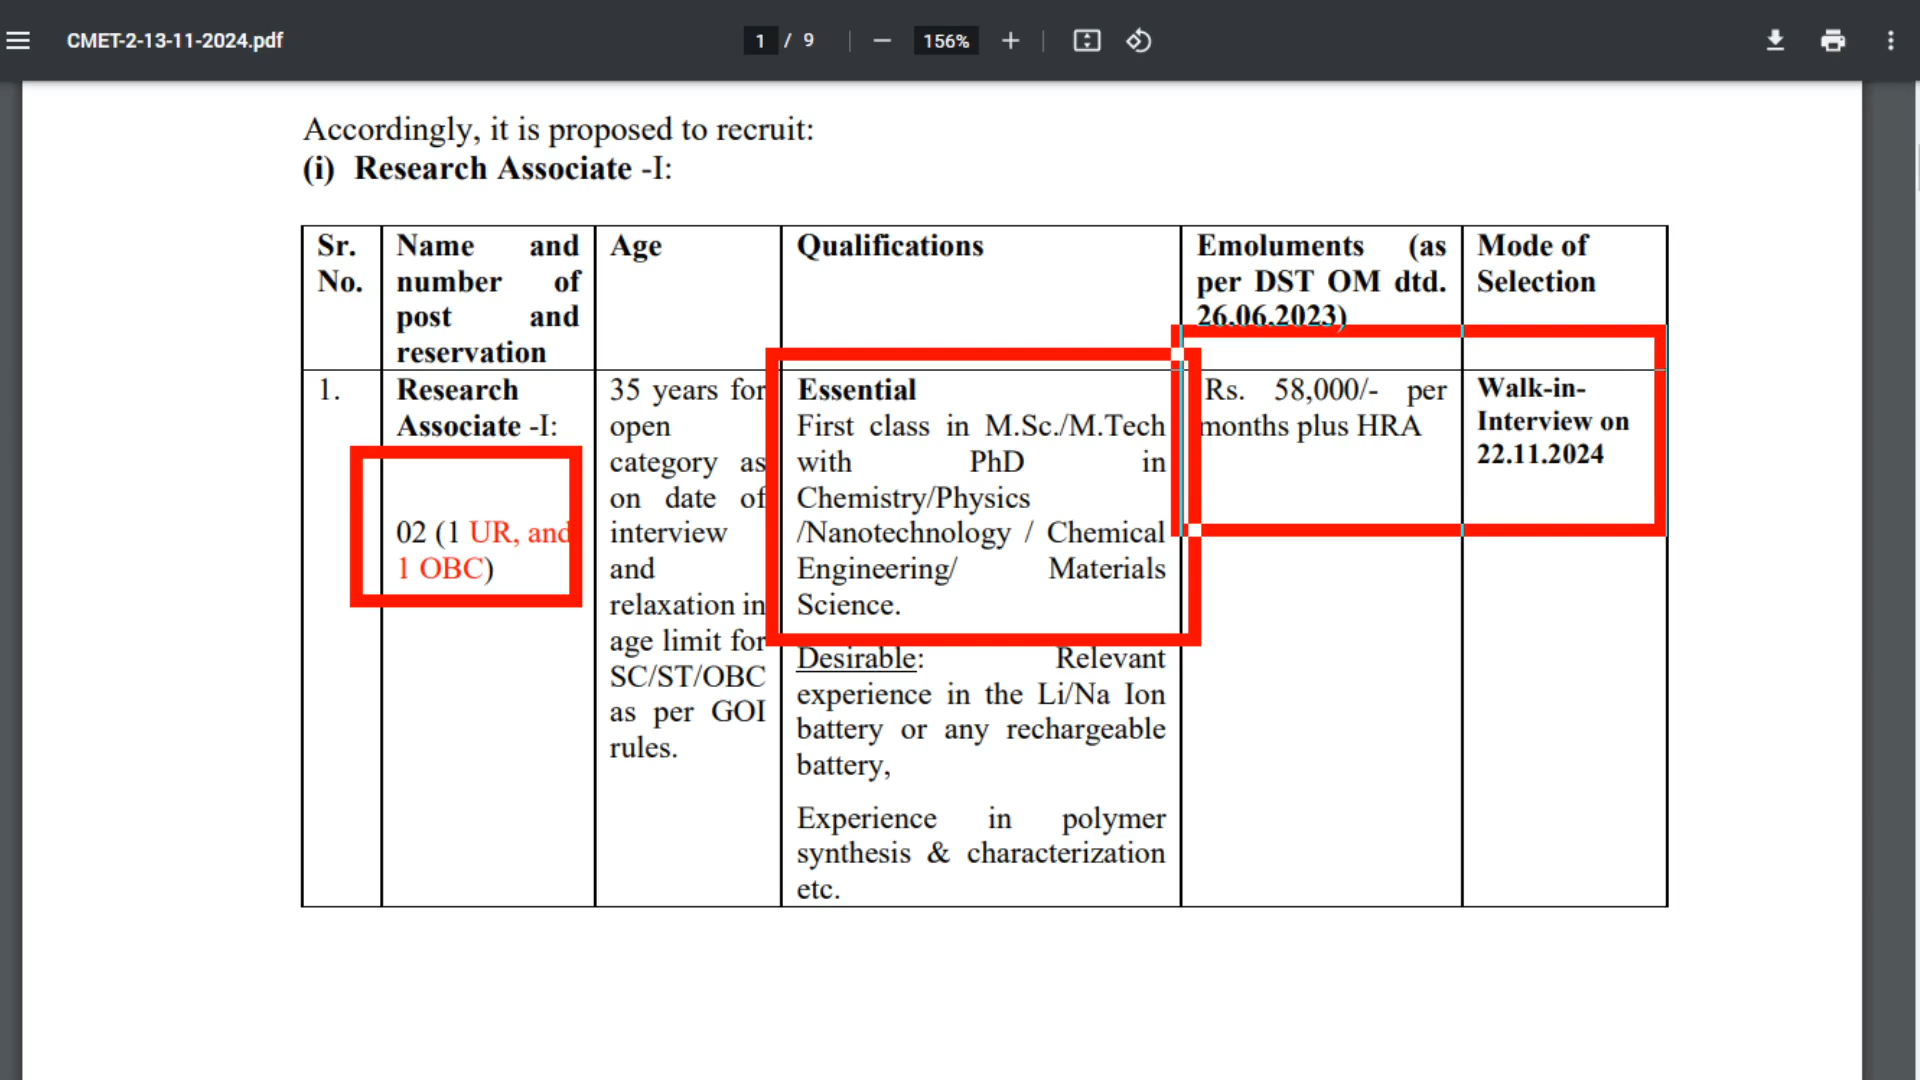 CMET-2-13-11-2024.pdf
1 / 9
156%
Accordingly, it is proposed to recruit:
(i) Research Associate -I:
Sr.
No.
Name and
number of
post and
reservation
Age
Qualifications
Emoluments (as
per DST OM dtd.
26.06.2023)
Mode of
Selection
1.
Research
Associate -I:
02 (1 UR, and
1 OBC)
35 years for
open
category as
on date of
interview
and
relaxation in
age limit for
SC/ST/OBC
as per GOI
rules.
Essential
First class in M.Sc./M.Tech
with PhD in
Chemistry/Physics
/Nanotechnology / Chemical
Engineering/ Materials
Science.
Desirable: Relevant
experience in the Li/Na Ion
battery or any rechargeable
battery,
Experience in polymer
synthesis & characterization
etc.
Rs. 58,000/- per
months plus HRA
Walk-in-
Interview on
22.11.2024